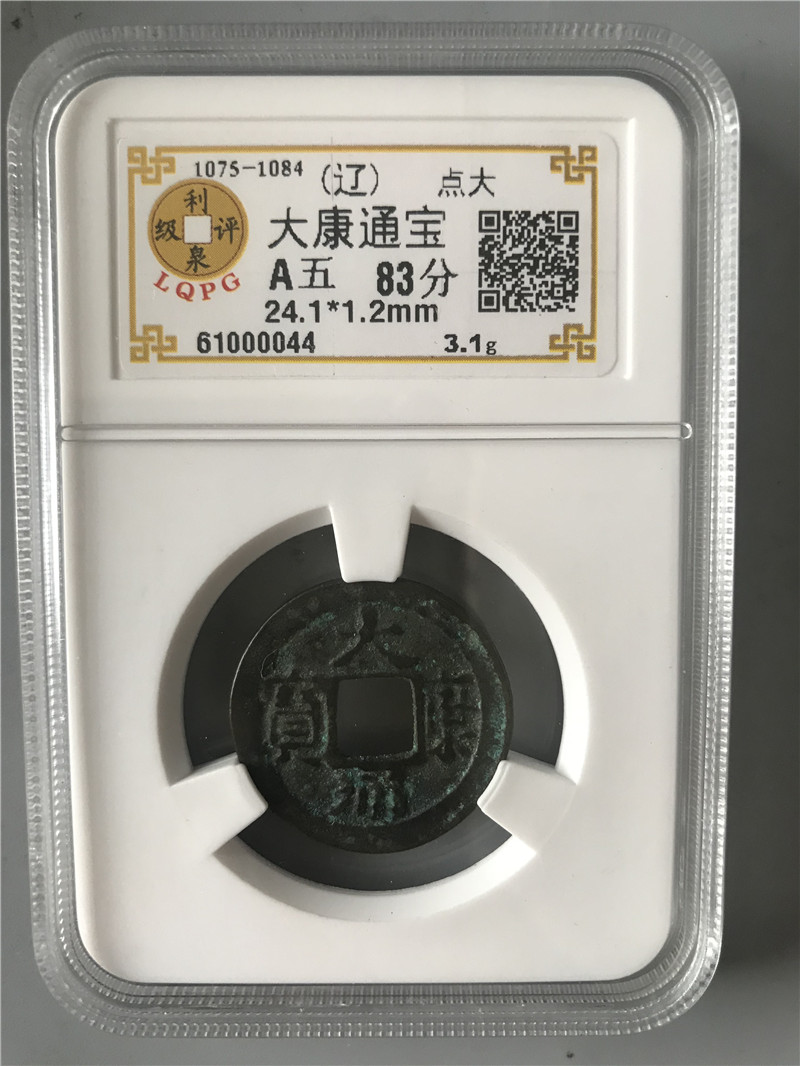 1075-1084 (辽) 点大
利泉评级
LQPG
大康通宝
A五 83分
24.1*1.2mm
61000044 3.1g
大康通寶